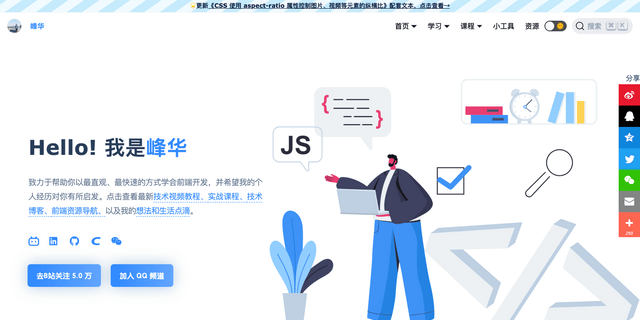 ⚡️更新《CSS 使用 aspect-ratio 属性控制图片、视频等元素的纵横比》配套文本，点击查看→
峰华 首页 学习 课程 小工具 资源 搜索 ⌘ K
分享
JS
Hello! 我是峰华
致力于帮助你以最直观、最快速的方式学会前端开发，并希望我的个
人经历对你有所启发。点击查看最新技术视频教程、实战课程、技术
博客、前端资源导航、以及我的想法和生活点滴。
去B站关注 5.0 万 加入 QQ 频道